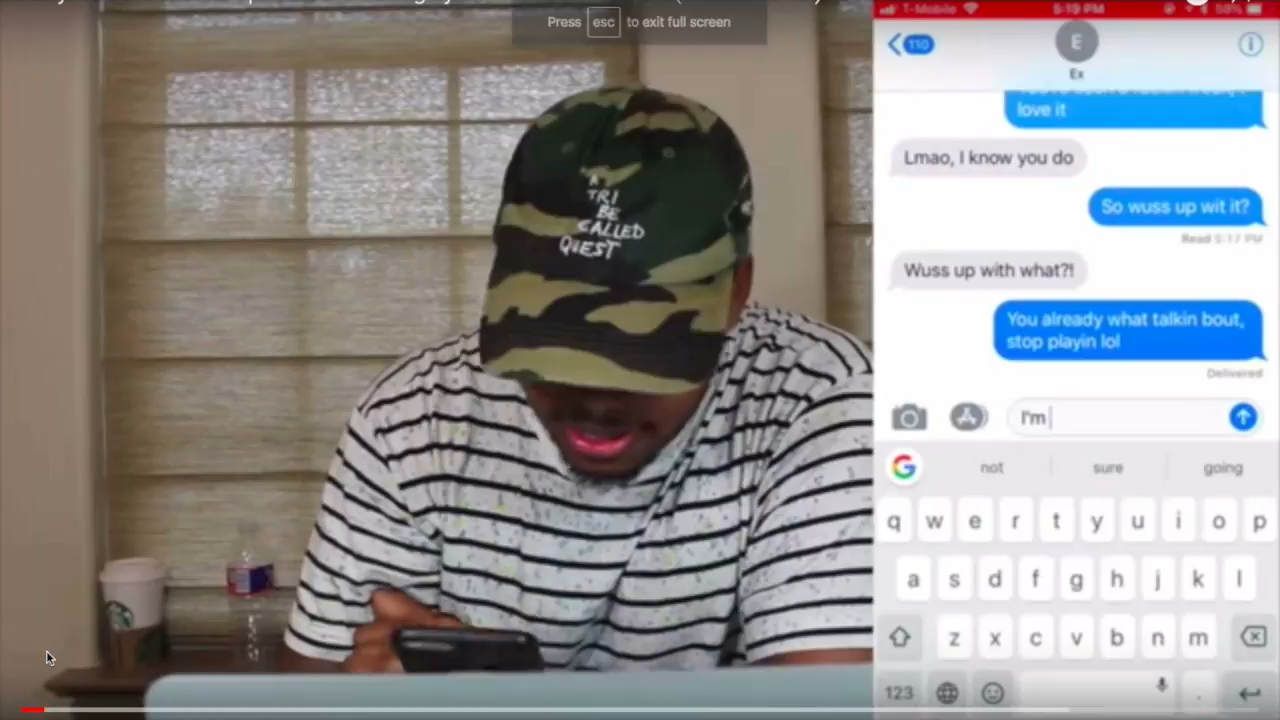 Press esc to exit full screen
A
TRI
BE
CALLED
QUEST
T-Mobile
5:19 PM
58%
110
E
Ex
love it
Lmao, I know you do
So wuss up wit it?
Read 5:17 PM
Wuss up with what?!
You already what talkin bout,
stop playin lol
Delivered
I'm
not sure going
q w e r t y u i o p
a s d f g h j k l
z x c v b n m
123 .